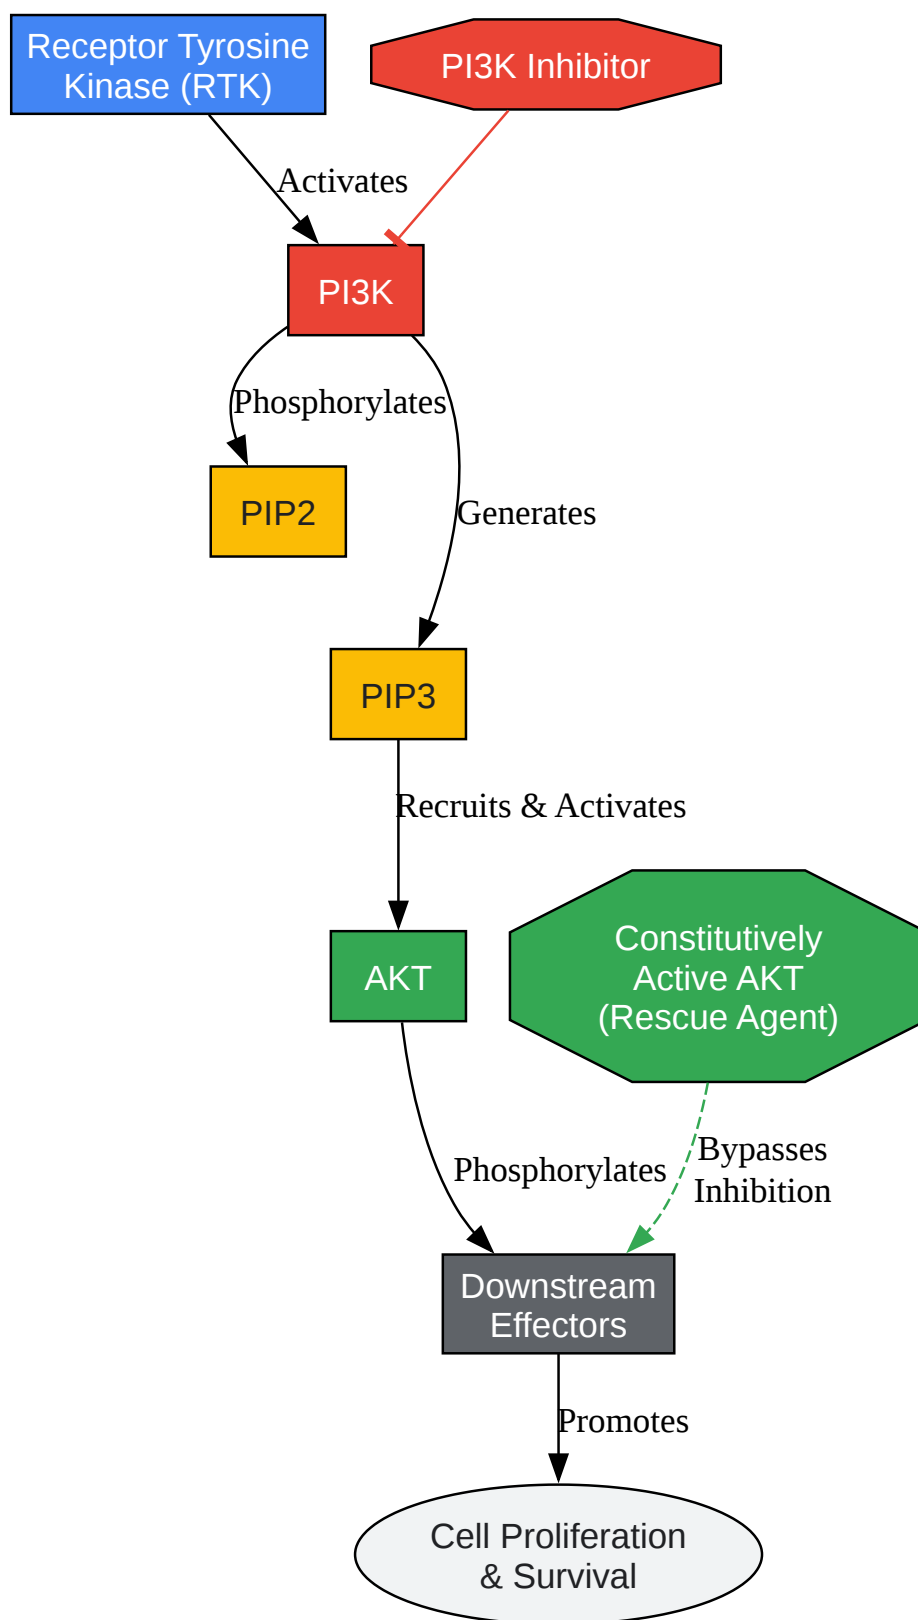 Receptor Tyrosine
Kinase (RTK)
PI3K Inhibitor
Activates
PI3K
Phosphorylates
PIP2
Generates
PIP3
Recruits & Activates
AKT
Constitutively
Active AKT
(Rescue Agent)
Phosphorylates
Bypasses
Inhibition
Downstream
Effectors
Promotes
Cell Proliferation
& Survival